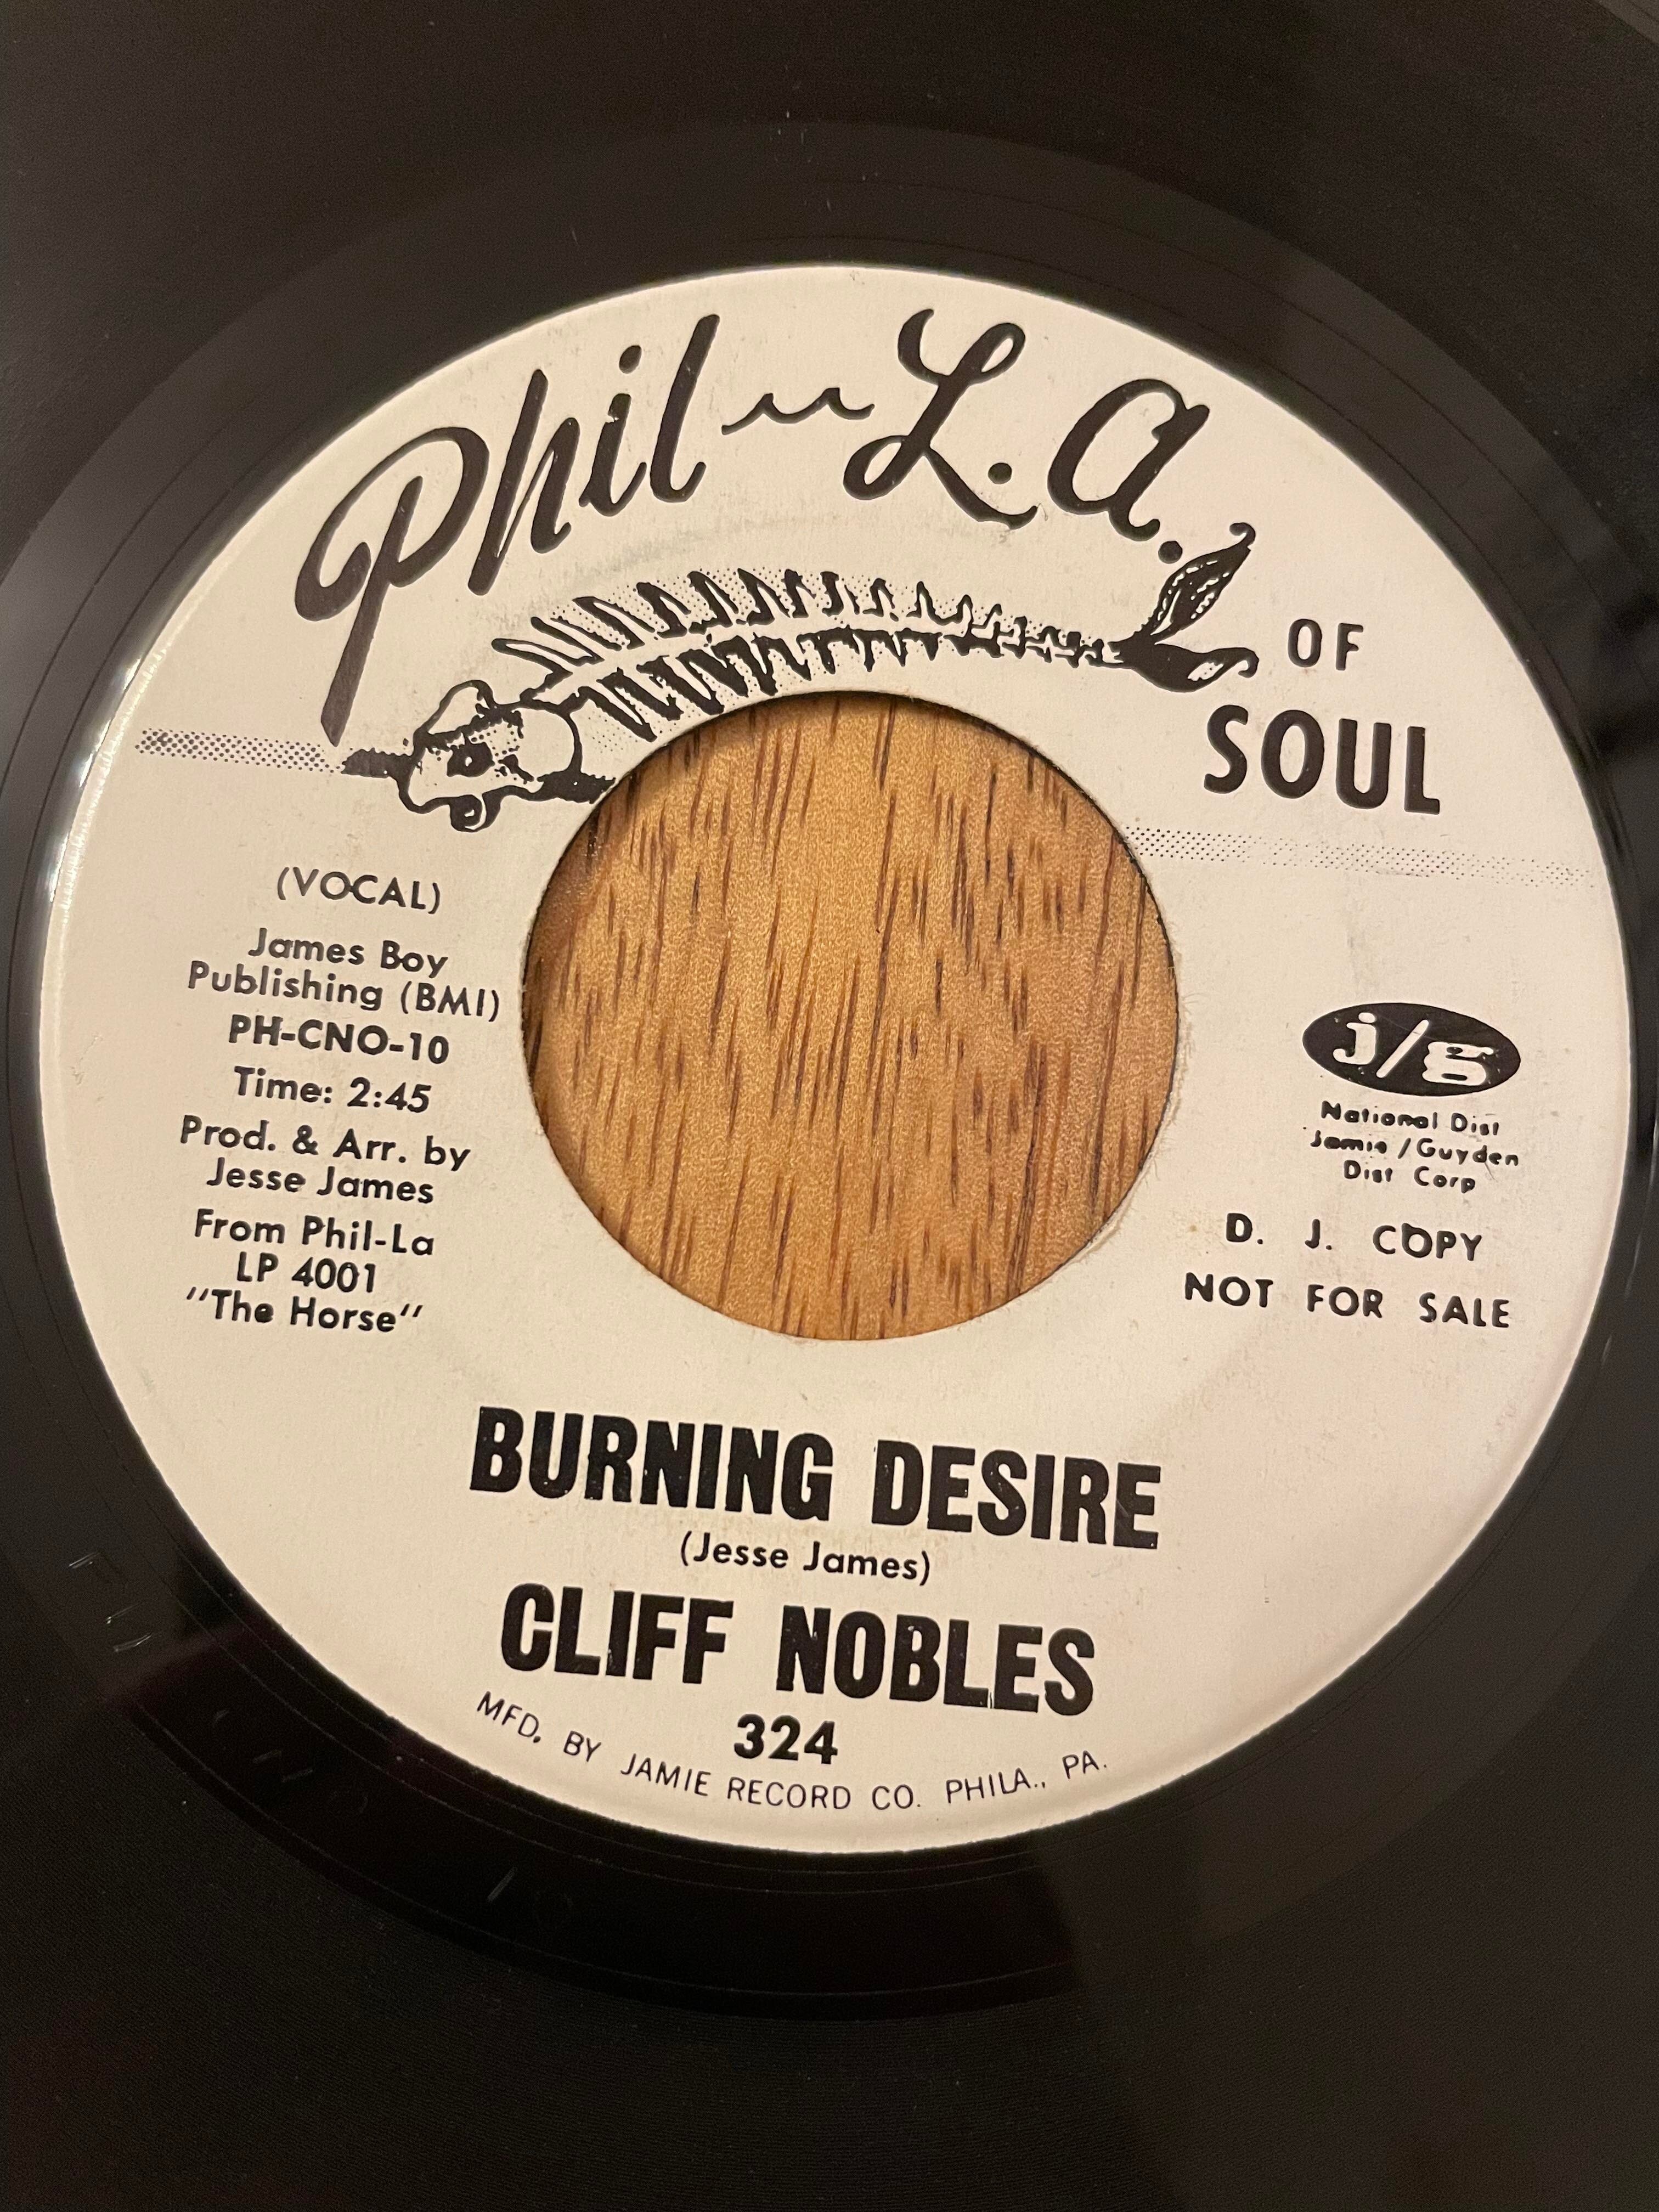 Phil~L.A.
OF
SOUL
(VOCAL)
James Boy
Publishing (BMI)
PH-CNO-10
Time: 2:45
Prod. & Arr. by
Jesse James
From Phil-La
LP 4001
"The Horse"
j/g
National Dist
Jamie/Guyden
Dist Corp
D. J. COPY
NOT FOR SALE
BURNING DESIRE
(Jesse James)
CLIFF NOBLES
324
MFD. BY JAMIE RECORD CO. PHILA., PA.